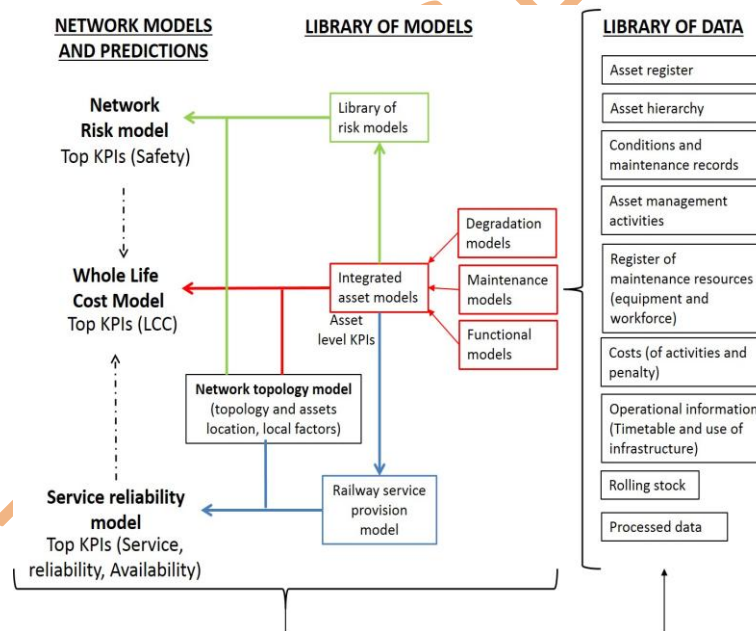 NETWORK MODELS
AND PREDICTIONS
Network
Risk model
Top KPIs (Safety)
Whole Life
Cost Model
Top KPIs (LCC)
Service reliability
model
Top KPIs (Service,
reliability, Availability)
LIBRARY OF MODELS
Library of
risk models
Integrated
asset models
Asset
level KPIs
Degradation
models
Maintenance
models
Functional
models
Network topology model
(topology and assets
location, local factors)
Railway service
provision
model
LIBRARY OF DATA
Asset register
Asset hierarchy
Conditions and
maintenance records
Asset management
activities
Register of
maintenance resources
(equipment and
workforce)
Costs (of activities and
penalty)
Operational information
(Timetable and use of
infrastructure)
Rolling stock
Processed data